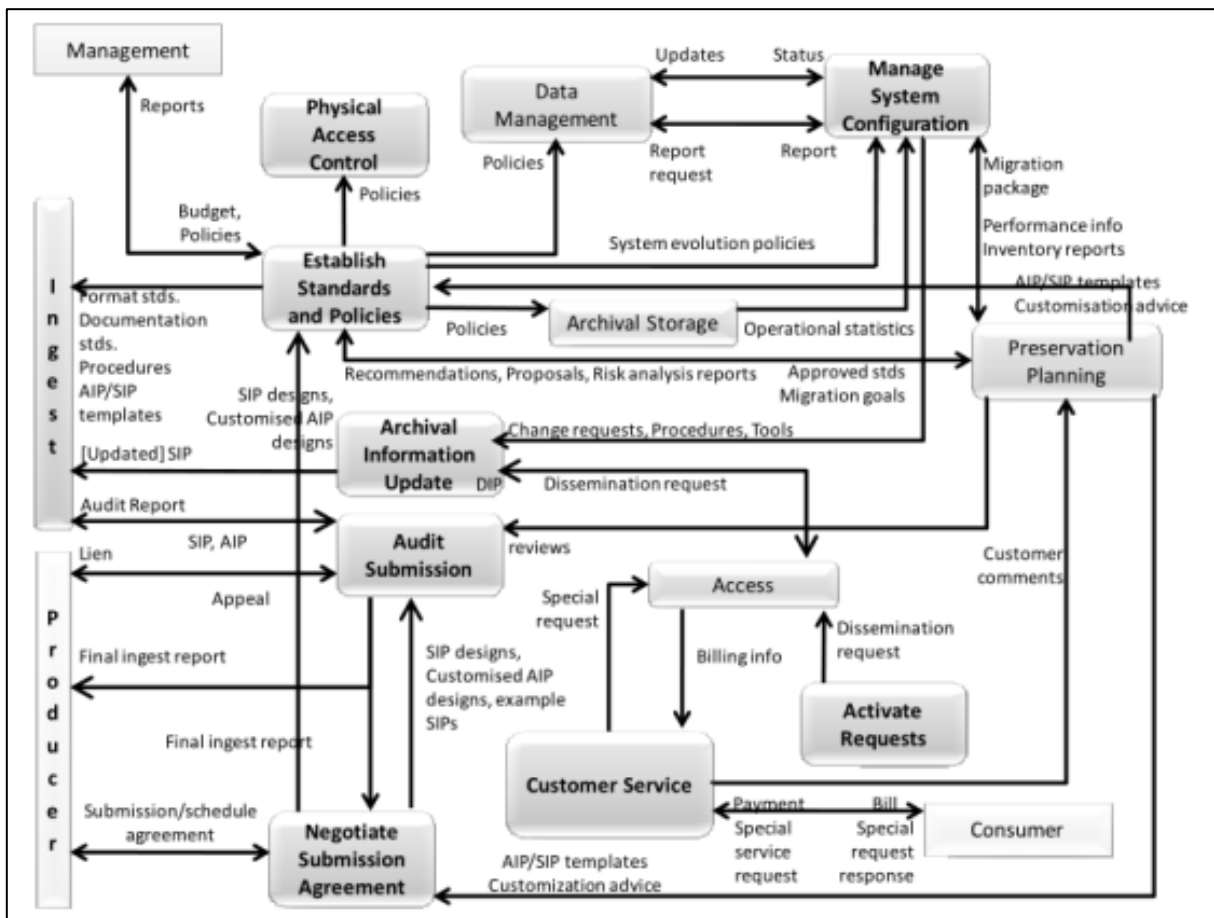 Management
Reports
Physical
Access
Control
Policies
Budget,
Policies
Updates
Status
Data
Management
Manage
System
Configuration
Report
request
Report
Policies
Migration
package
Performance info
Inventory reports
System evolution policies
Establish
Standards
and Policies
Policies
Archival Storage
Operational statistics
AIP/SIP templates
Customisation advice
Preservation
Planning
Ingest
Format stds.
Documentation
stds.
Procedures
AIP/SIP
templates
Recommendations, Proposals, Risk analysis reports
Approved stds
Migration goals
SIP designs,
Customised AIP
designs
Archival
Information
Update
Change requests, Procedures, Tools
[Updated] SIP
DIP
Dissemination request
Audit Report
SIP, AIP
Audit
Submission
reviews
Customer
comments
Producer
Lien
Appeal
Special
request
Access
Dissemination
request
Billing info
Final ingest report
SIP designs,
Customised AIP
designs, example
SIPs
Activate
Requests
Final ingest report
Customer Service
Submission/schedule
agreement
Negotiate
Submission
Agreement
Payment
Special
service
request
Bill
Special
request
response
Consumer
AIP/SIP templates
Customization advice